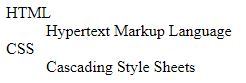 HTML
Hypertext Markup Language
CSS
Cascading Style Sheets